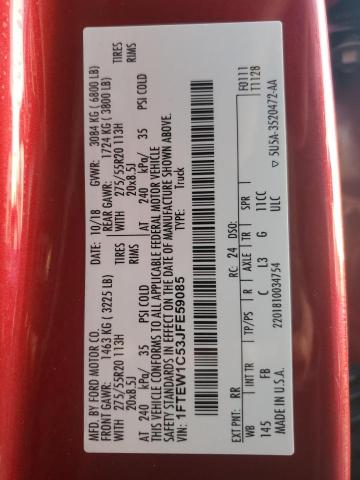 MFD. BY FORD MOTOR CO.
10/18 GVWR: 3084 KG (6800 LB)
FRONT GAWR: 1463 KG (3225 LB)
REAR GAWR: 1724 KG (3800 LB)
WITH 275/55R20 113H TIRES
20x8.5J RIMS
AT 240 kPa/ 35 PSI COLD
WITH 275/55R20 113H TIRES
20x8.5J RIMS
AT 240 kPa/ 35 PSI COLD
THIS VEHICLE CONFORMS TO ALL APPLICABLE FEDERAL MOTOR VEHICLE
SAFETY STANDARDS IN EFFECT ON THE DATE OF MANUFACTURE SHOWN ABOVE.
VIN: 1FTEW1C53JFE59085
TYPE: Truck
F0111
T1128
EXT PNT: RR RC: 24 DSO:
WB INT TR TP/PS R AXLE TR SPR
145 FB C L3 G 11CC
MADE IN U.S.A. 2201810034754 ULC
▽ 5U5A-3520472-AA